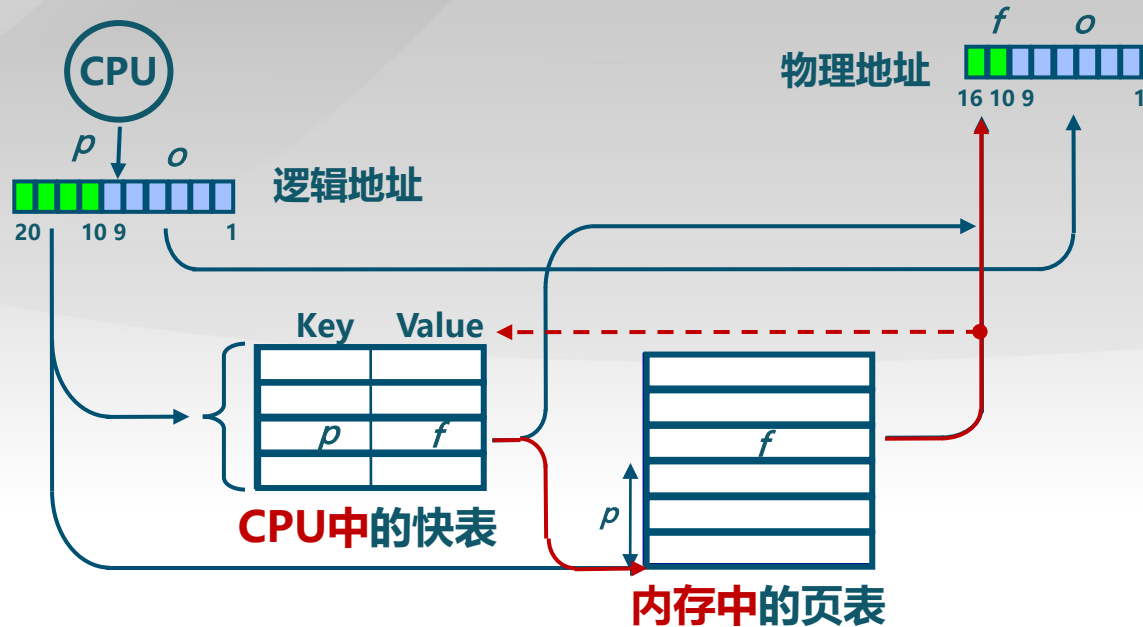 CPU
p o
逻辑地址
20 10 9 1
f o
物理地址
16 10 9 1
Key Value
p f
CPU中的快表
f
p
内存中的页表